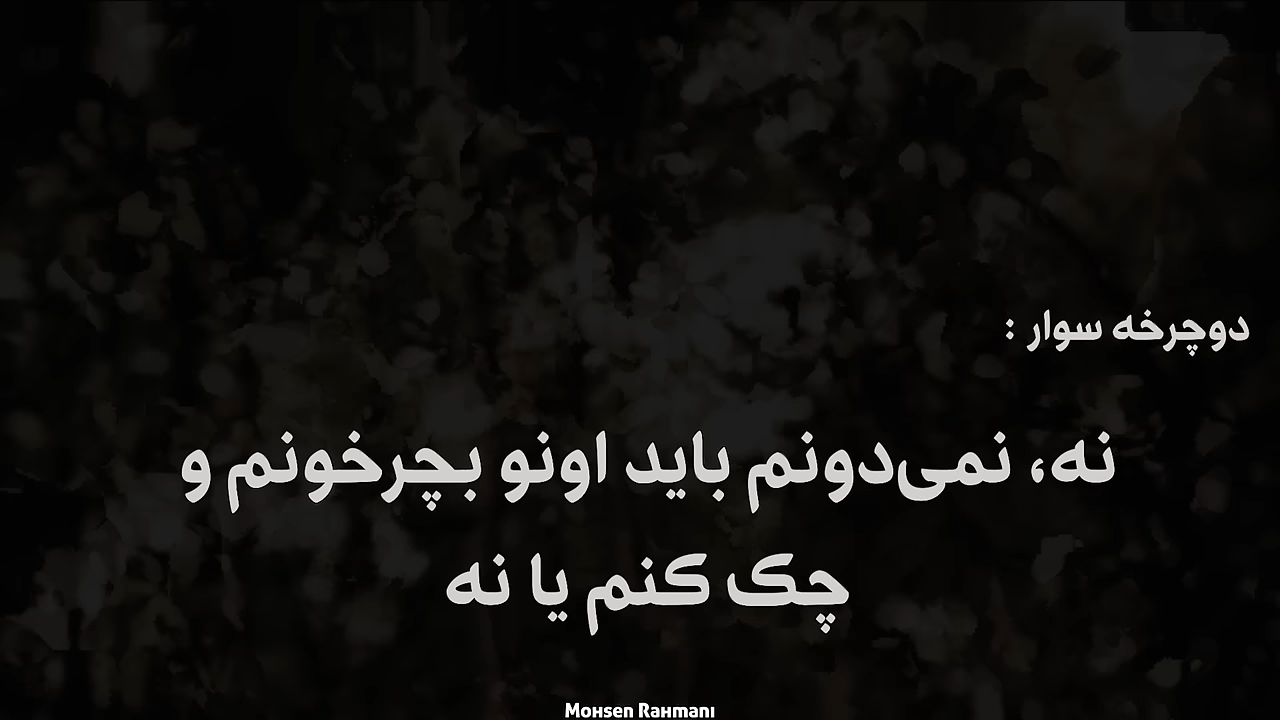 دوچرخه سوار :
نه، نمی‌دونم باید اونو بچرخونم و
چک کنم یا نه
Mohsen Rahmani